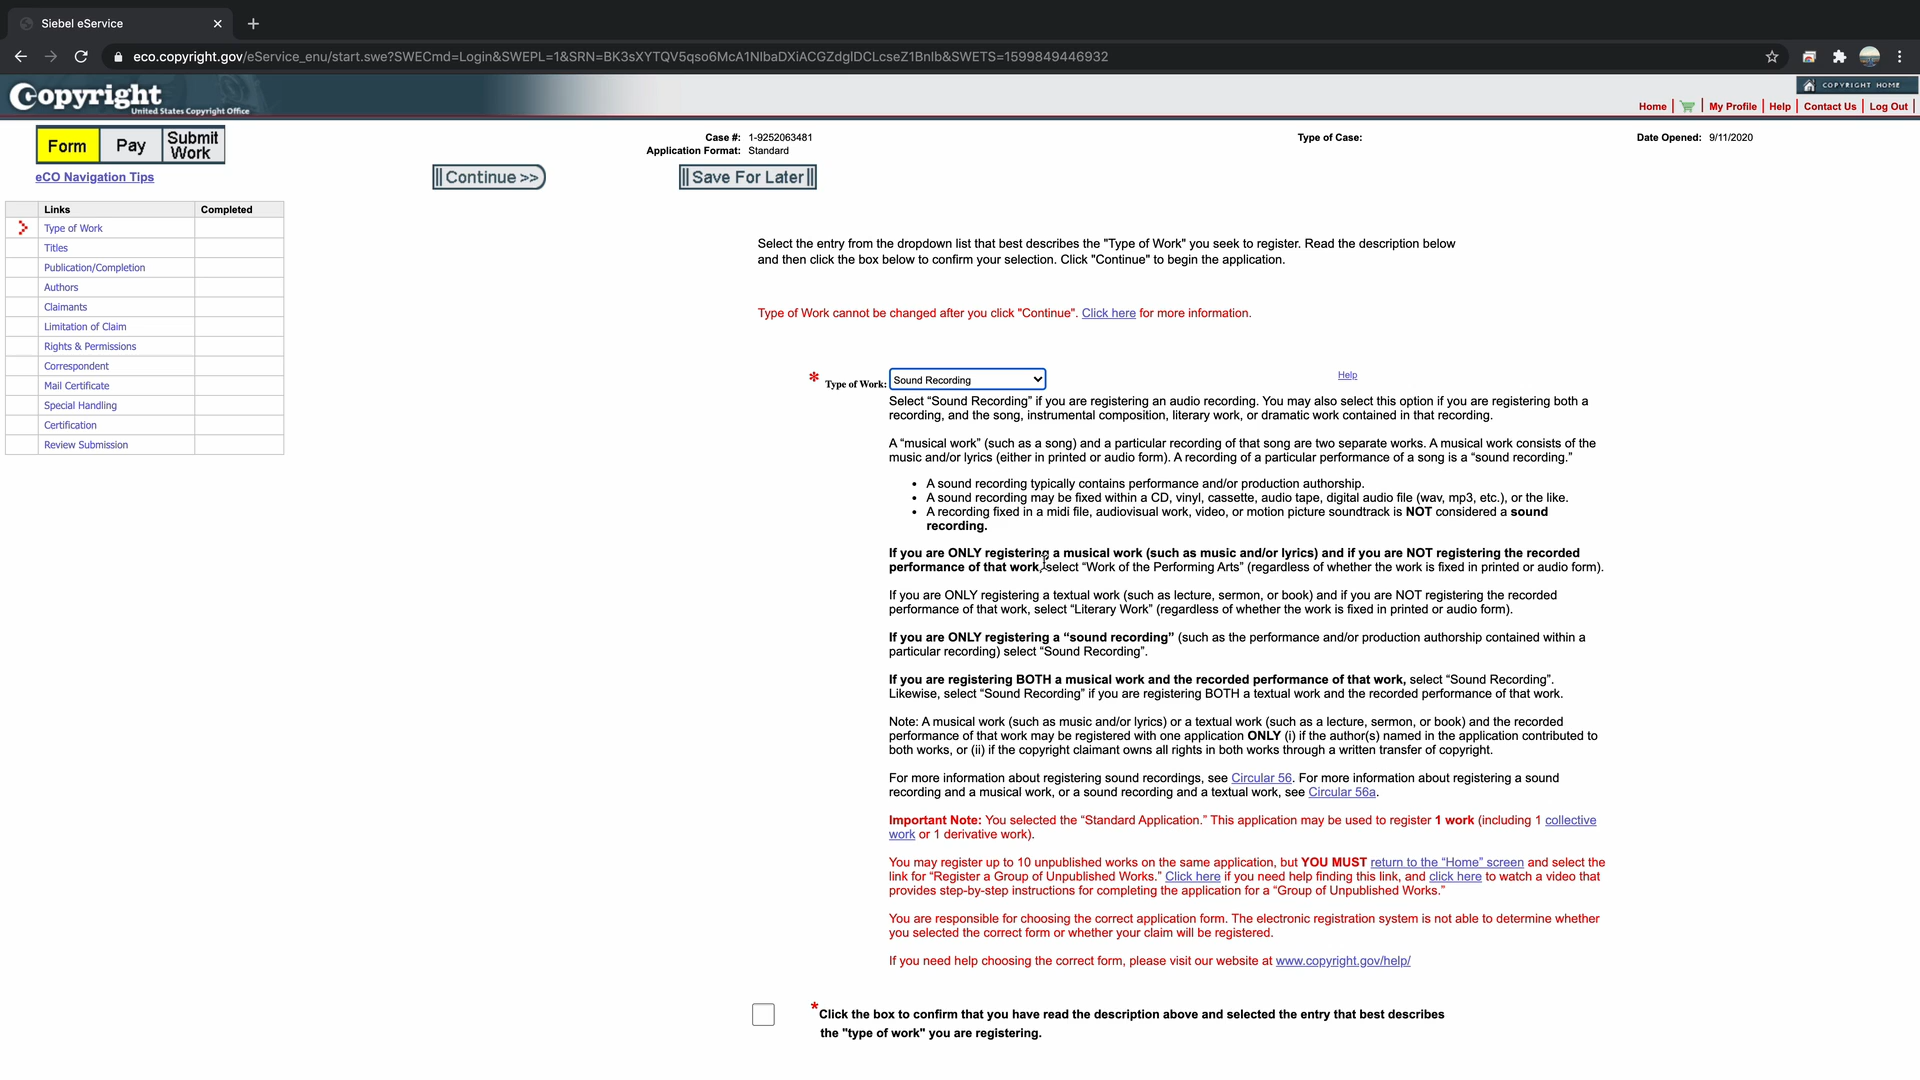 Siebel eService
eco.copyright.gov/eService_enu/start.swe?SWECmd=Login&SWEPL=1&SRN=BK3sXYTQV5qso6McA1NlbaDXiACGZdglDCLcseZ1Bnlb&SWETS=1599849446932
Copyright
United States Copyright Office
COPYRIGHT HOME
Home | My Profile | Help | Contact Us | Log Out |
Form Pay Submit Work
eCO Navigation Tips
Case #: 1-9252063481
Application Format: Standard
Type of Case:
Date Opened: 9/11/2020
Continue >>
Save For Later
Links Completed
Type of Work
Titles
Publication/Completion
Authors
Claimants
Limitation of Claim
Rights & Permissions
Correspondent
Mail Certificate
Special Handling
Certification
Review Submission
Select the entry from the dropdown list that best describes the "Type of Work" you seek to register. Read the description below
and then click the box below to confirm your selection. Click "Continue" to begin the application.
Type of Work cannot be changed after you click "Continue". Click here for more information.
* Type of Work: Sound Recording
Help
Select “Sound Recording” if you are registering an audio recording. You may also select this option if you are registering both a
recording, and the song, instrumental composition, literary work, or dramatic work contained in that recording.
A “musical work” (such as a song) and a particular recording of that song are two separate works. A musical work consists of the
music and/or lyrics (either in printed or audio form). A recording of a particular performance of a song is a “sound recording.”
• A sound recording typically contains performance and/or production authorship.
• A sound recording may be fixed within a CD, vinyl, cassette, audio tape, digital audio file (wav, mp3, etc.), or the like.
• A recording fixed in a midi file, audiovisual work, video, or motion picture soundtrack is NOT considered a sound
recording.
If you are ONLY registering a musical work (such as music and/or lyrics) and if you are NOT registering the recorded
performance of that work, select “Work of the Performing Arts” (regardless of whether the work is fixed in printed or audio form).
If you are ONLY registering a textual work (such as lecture, sermon, or book) and if you are NOT registering the recorded
performance of that work, select “Literary Work” (regardless of whether the work is fixed in printed or audio form).
If you are ONLY registering a “sound recording” (such as the performance and/or production authorship contained within a
particular recording) select “Sound Recording”.
If you are registering BOTH a musical work and the recorded performance of that work, select “Sound Recording”.
Likewise, select “Sound Recording” if you are registering BOTH a textual work and the recorded performance of that work.
Note: A musical work (such as music and/or lyrics) or a textual work (such as a lecture, sermon, or book) and the recorded
performance of that work may be registered with one application ONLY (i) if the author(s) named in the application contributed to
both works, or (ii) if the copyright claimant owns all rights in both works through a written transfer of copyright.
For more information about registering sound recordings, see Circular 56. For more information about registering a sound
recording and a musical work, or a sound recording and a textual work, see Circular 56a.
Important Note: You selected the “Standard Application.” This application may be used to register 1 work (including 1 collective
work or 1 derivative work).
You may register up to 10 unpublished works on the same application, but YOU MUST return to the “Home” screen and select the
link for “Register a Group of Unpublished Works.” Click here if you need help finding this link, and click here to watch a video that
provides step-by-step instructions for completing the application for a “Group of Unpublished Works.”
You are responsible for choosing the correct application form. The electronic registration system is not able to determine whether
you selected the correct form or whether your claim will be registered.
If you need help choosing the correct form, please visit our website at www.copyright.gov/help/
*Click the box to confirm that you have read the description above and selected the entry that best describes
the "type of work" you are registering.